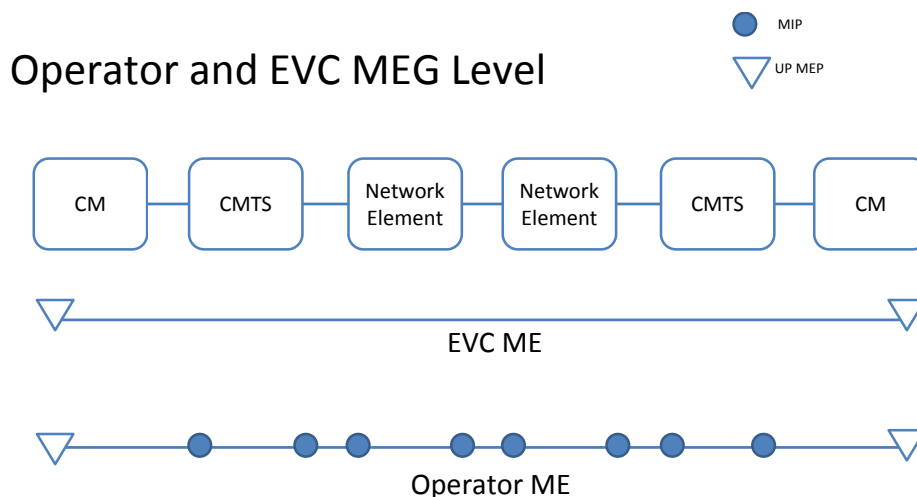 MIP
Operator and EVC MEG Level
UP MEP
CM
CMTS
Network
Element
Network
Element
CMTS
CM
EVC ME
Operator ME